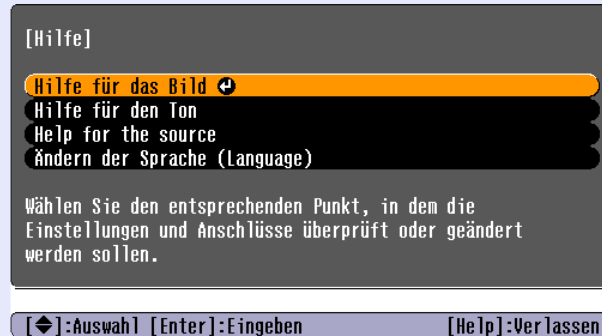 [Hilfe]
Hilfe für das Bild
Hilfe für den Ton
Help for the source
Ändern der Sprache (Language)
Wählen Sie den entsprechenden Punkt, in dem die
Einstellungen und Anschlüsse überprüft oder geändert
werden sollen.
[◆]:Auswahl [Enter]:Eingeben [Help]:Verlassen